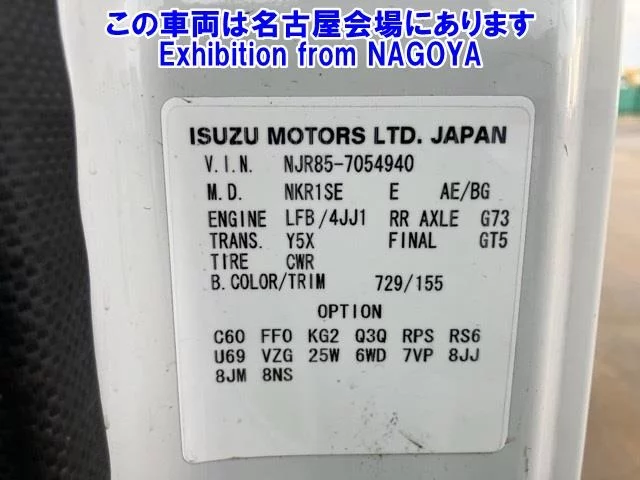 この車両は名古屋会場にあります
Exhibition from NAGOYA
ISUZU MOTORS LTD. JAPAN
V.I.N. NJR85-7054940
M.D. NKR1SE E AE/BG
ENGINE LFB/4JJ1 RR AXLE G73
TRANS. Y5X FINAL GT5
TIRE CWR
B.COLOR/TRIM 729/155
OPTION
C60 FF0 KG2 Q3Q RPS RS6
U69 VZG 25W 6WD 7VP 8JJ
8JM 8NS